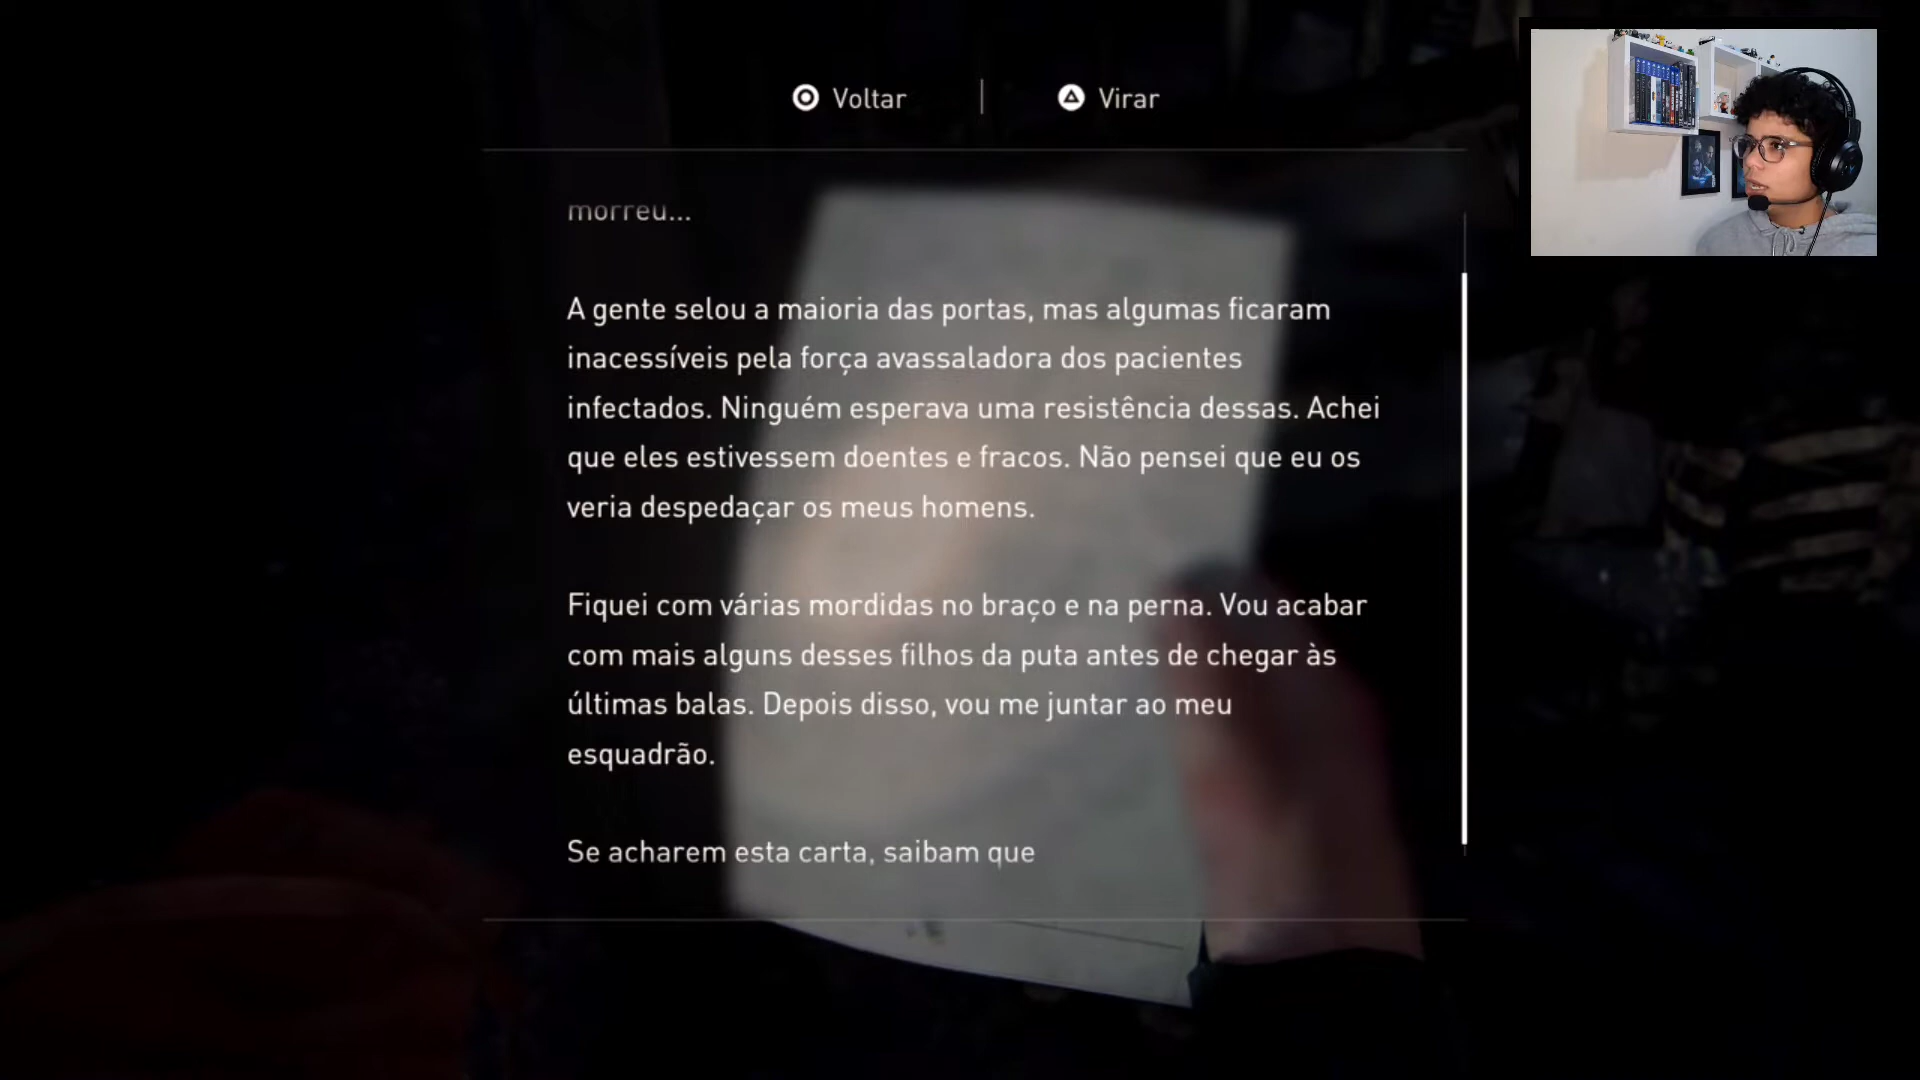 Voltar | Virar
morreu...
A gente selou a maioria das portas, mas algumas ficaram
inacessíveis pela força avassaladora dos pacientes
infectados. Ninguém esperava uma resistência dessas. Achei
que eles estivessem doentes e fracos. Não pensei que eu os
veria despedaçar os meus homens.
Fiquei com várias mordidas no braço e na perna. Vou acabar
com mais alguns desses filhos da puta antes de chegar às
últimas balas. Depois disso, vou me juntar ao meu
esquadrão.
Se acharem esta carta, saibam que